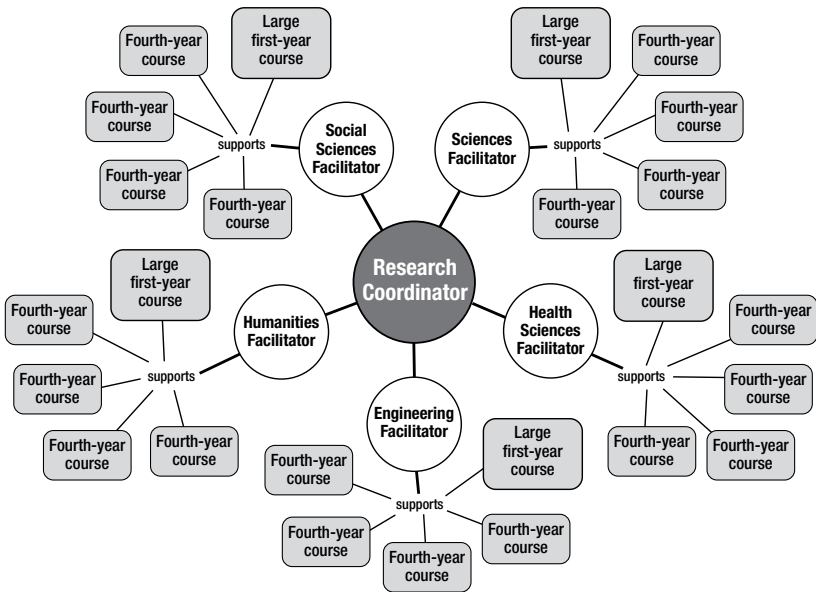 Fourth-year
course
Large
first-year
course
Fourth-year
course
Fourth-year
course
Fourth-year
course
supports
Social
Sciences
Facilitator
Large
first-year
course
Fourth-year
course
Fourth-year
course
Fourth-year
course
Fourth-year
course
supports
Sciences
Facilitator
Research
Coordinator
Large
first-year
course
Fourth-year
course
Fourth-year
course
Fourth-year
course
Fourth-year
course
supports
Humanities
Facilitator
Health
Sciences
Facilitator
supports
Large
first-year
course
Fourth-year
course
Fourth-year
course
Fourth-year
course
Fourth-year
course
Engineering
Facilitator
supports
Fourth-year
course
Large
first-year
course
Fourth-year
course
Fourth-year
course
Fourth-year
course